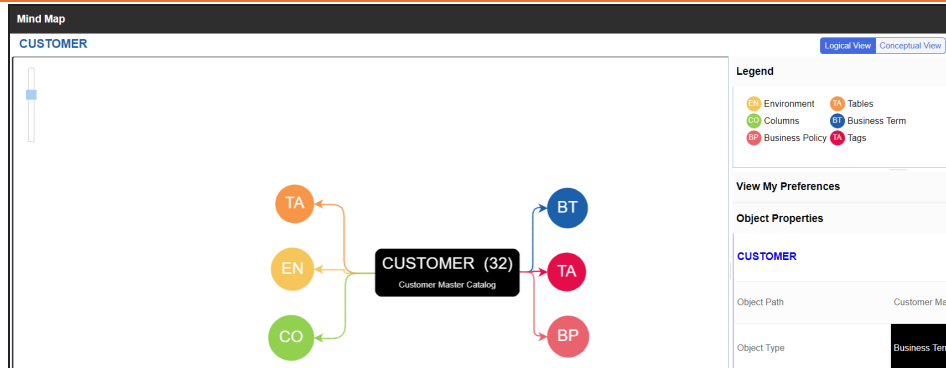 Mind Map
CUSTOMER
Logical View Conceptual View
Legend
EN Environment TA Tables
CO Columns BT Business Term
BP Business Policy TA Tags
View My Preferences
Object Properties
CUSTOMER
Object Path Customer Ma
Object Type Business Ter
TA
BT
EN
CUSTOMER (32)
Customer Master Catalog
TA
CO
BP